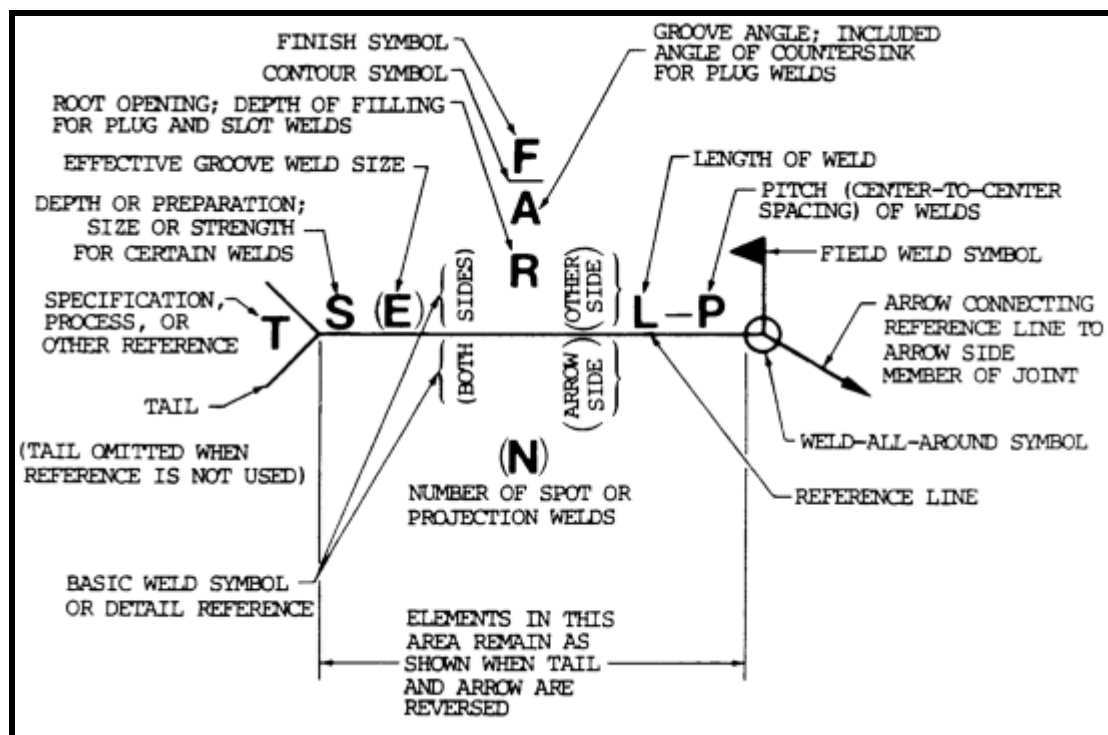 FINISH SYMBOL
CONTOUR SYMBOL
ROOT OPENING; DEPTH OF FILLING
FOR PLUG AND SLOT WELDS
EFFECTIVE GROOVE WELD SIZE
DEPTH OR PREPARATION;
SIZE OR STRENGTH
FOR CERTAIN WELDS
SPECIFICATION,
PROCESS, OR
OTHER REFERENCE
TAIL
(TAIL OMITTED WHEN
REFERENCE IS NOT USED)
BASIC WELD SYMBOL
OR DETAIL REFERENCE
T
S
(E)
F
A
R
(BOTH SIDES)
(OTHER SIDE)
(ARROW SIDE)
L-P
(N)
NUMBER OF SPOT OR
PROJECTION WELDS
ELEMENTS IN THIS
AREA REMAIN AS
SHOWN WHEN TAIL
AND ARROW ARE
REVERSED
GROOVE ANGLE; INCLUDED
ANGLE OF COUNTERSINK
FOR PLUG WELDS
LENGTH OF WELD
PITCH (CENTER-TO-CENTER
SPACING) OF WELDS
FIELD WELD SYMBOL
ARROW CONNECTING
REFERENCE LINE TO
ARROW SIDE
MEMBER OF JOINT
WELD-ALL-AROUND SYMBOL
REFERENCE LINE